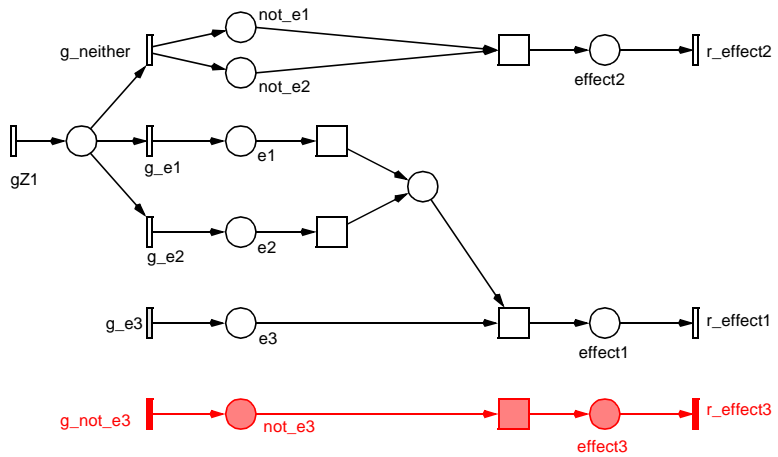 not_e1
g_neither
r_effect2
effect2
not_e2
g_e1
e1
gZ1
g_e2
e2
g_e3
r_effect1
e3
effect1
r_effect3
g_not_e3
not_e3
effect3